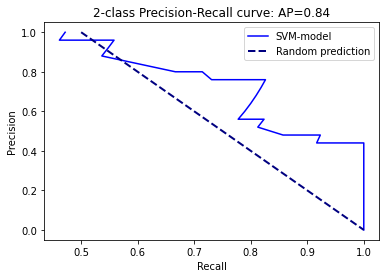 2-class Precision-Recall curve: AP=0.84
SVM-model
Random prediction
Precision
1.0
0.8
0.6
0.4
0.2
0.0
0.5
0.6
0.7
0.8
0.9
1.0
Recall